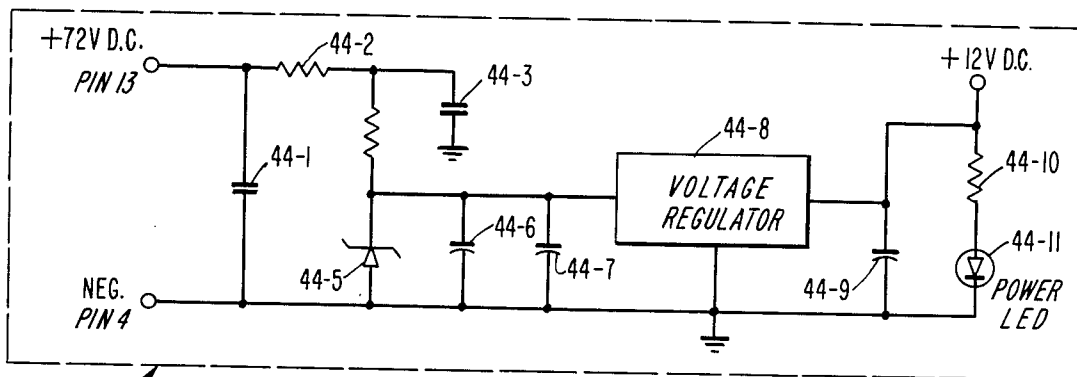 +72V D.C.
PIN 13
44-2
44-3
+12V D.C.
44-1
44-8
VOLTAGE
REGULATOR
44-10
44-6
44-7
44-5
44-9
44-11
POWER
LED
NEG.
PIN 4